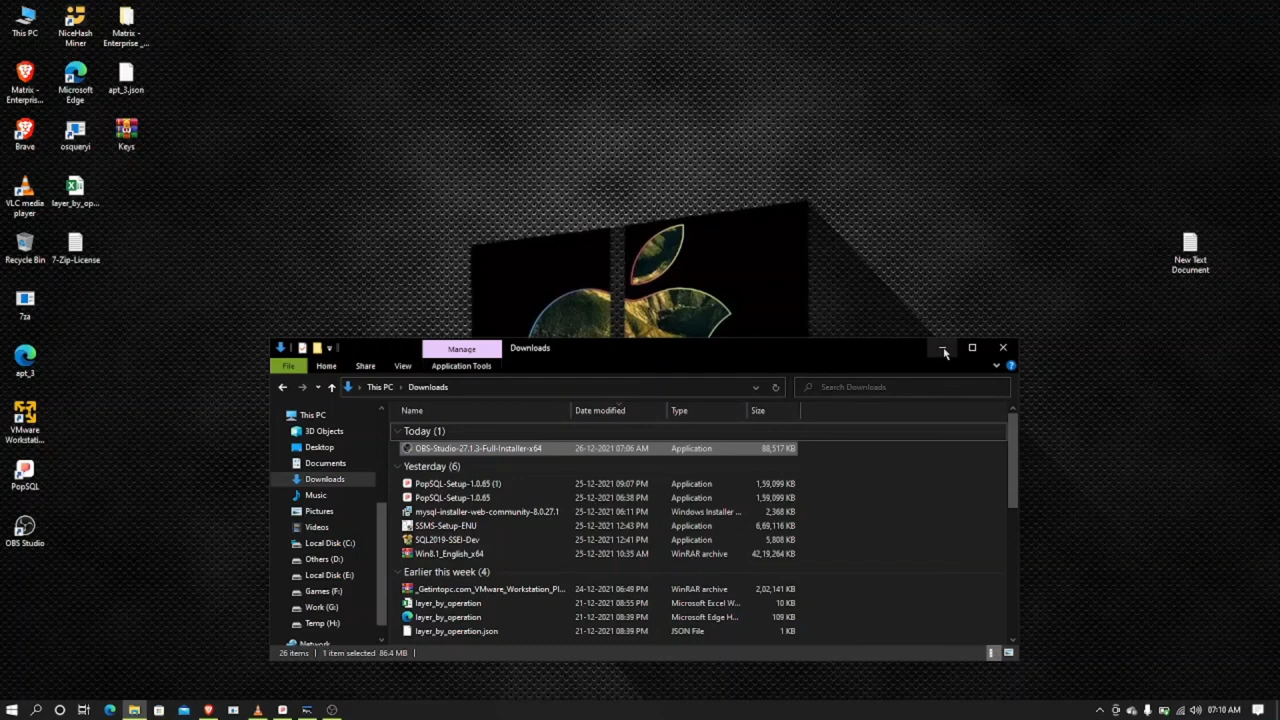 This PC
NiceHash
Miner
Matrix -
Enterprise _...
Matrix -
Enterpris...
Microsoft
Edge
apt_3.json
Brave
osqueryi
Keys
VLC media
player
layer_by_op...
Recycle Bin
7-Zip-License
7za
apt_3
VMware
Workstati...
PopSQL
OBS Studio
New Text
Document
Manage
Downloads
File
Home
Share
View
Application Tools
This PC
Downloads
Search Downloads
Name
Date modified
Type
Size
This PC
3D Objects
Desktop
Documents
Downloads
Music
Pictures
Videos
Local Disk (C:)
Others (D:)
Local Disk (E:)
Games (F:)
Work (G:)
Temp (H:)
Network
Today (1)
OBS-Studio-27.1.3-Full-Installer-x64 26-12-2021 07:06 AM Application 88,517 KB
Yesterday (6)
PopSQL-Setup-1.0.65 (1) 25-12-2021 09:07 PM Application 1,59,099 KB
PopSQL-Setup-1.0.65 25-12-2021 06:38 PM Application 1,59,099 KB
mysql-installer-web-community-8.0.27.1 25-12-2021 06:11 PM Windows Installer ... 2,368 KB
SSMS-Setup-ENU 25-12-2021 12:43 PM Application 6,69,116 KB
SQL2019-SSEI-Dev 25-12-2021 12:41 PM Application 5,808 KB
Win8.1_English_x64 25-12-2021 10:35 AM WinRAR archive 42,19,264 KB
Earlier this week (4)
_Getintopc.com_VMware_Workstation_Pl... 24-12-2021 06:49 PM WinRAR archive 2,02,141 KB
layer_by_operation 21-12-2021 08:55 PM Microsoft Excel W... 10 KB
layer_by_operation 21-12-2021 08:39 PM Microsoft Edge H... 109 KB
layer_by_operation.json 21-12-2021 08:39 PM JSON File 1 KB
26 items 1 item selected 86.4 MB
07:10 AM